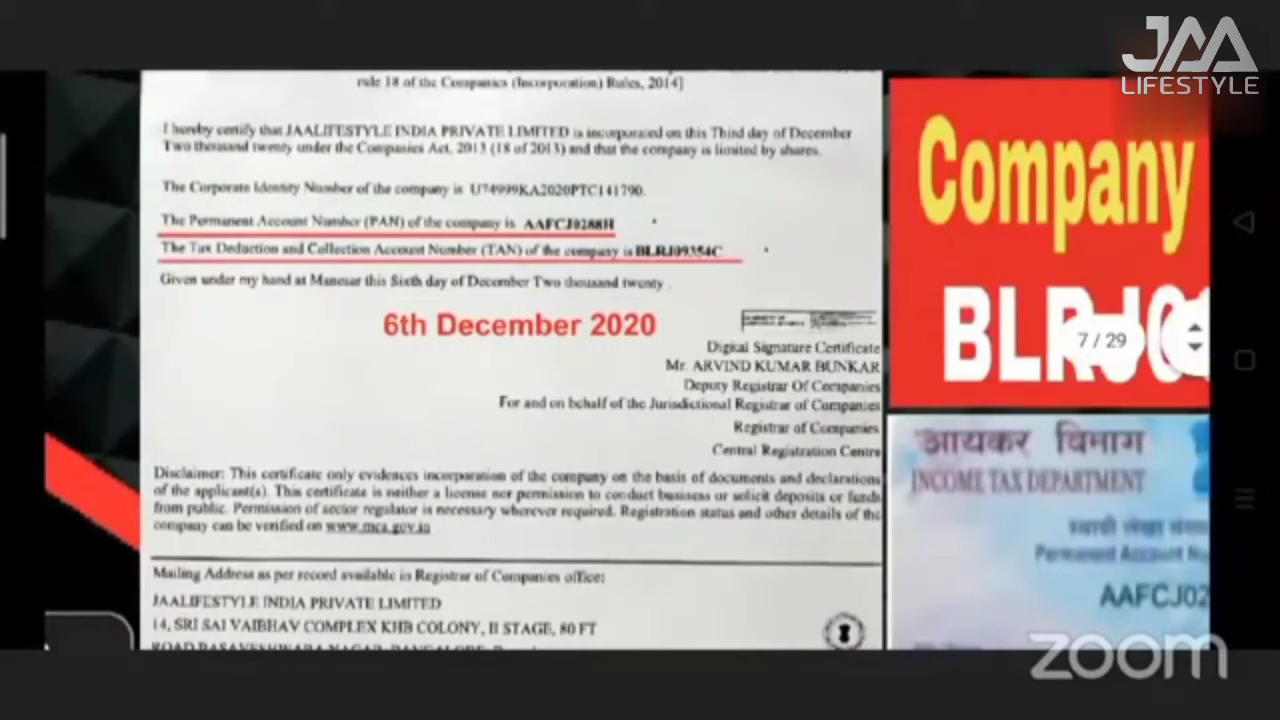 JAA
LIFESTYLE
rule 18 of the Companies (Incorporation) Rules, 2014]
I hereby certify that JAALIFESTYLE INDIA PRIVATE LIMITED is incorporated on this Third day of December
Two thousand twenty under the Companies Act, 2013 (18 of 2013) and that the company is limited by shares.
The Corporate Identity Number of the company is U74999KA2020PTC141790.
The Permanent Account Number (PAN) of the company is AAFCJ0288H
The Tax Deduction and Collection Account Number (TAN) of the company is BLRJ09354C
Given under my hand at Manesar this Sixth day of December Two thousand twenty .
6th December 2020
Digital Signature Certificate
Mr. ARVIND KUMAR BUNKAR
Deputy Registrar Of Companies
For and on behalf of the Jurisdictional Registrar of Companies
Registrar of Companies
Central Registration Centre
Disclaimer: This certificate only evidences incorporation of the company on the basis of documents and declarations
of the applicant(s). This certificate is neither a license nor permission to conduct business or solicit deposits or funds
from public. Permission of sector regulator is necessary wherever required. Registration status and other details of the
company can be verified on www.mca.gov.in
Mailing Address as per record available in Registrar of Companies office:
JAALIFESTYLE INDIA PRIVATE LIMITED
14, SRI SAI VAIBHAV COMPLEX KHB COLONY, II STAGE, 80 FT
ROAD BASAVESHWARA NAGAR, BANGALORE,
Company
BLRJ0
7 / 29
आयकर विभाग
INCOME TAX DEPARTMENT
स्थायी लेखा
Permanent Account
AAFCJ02
zoom